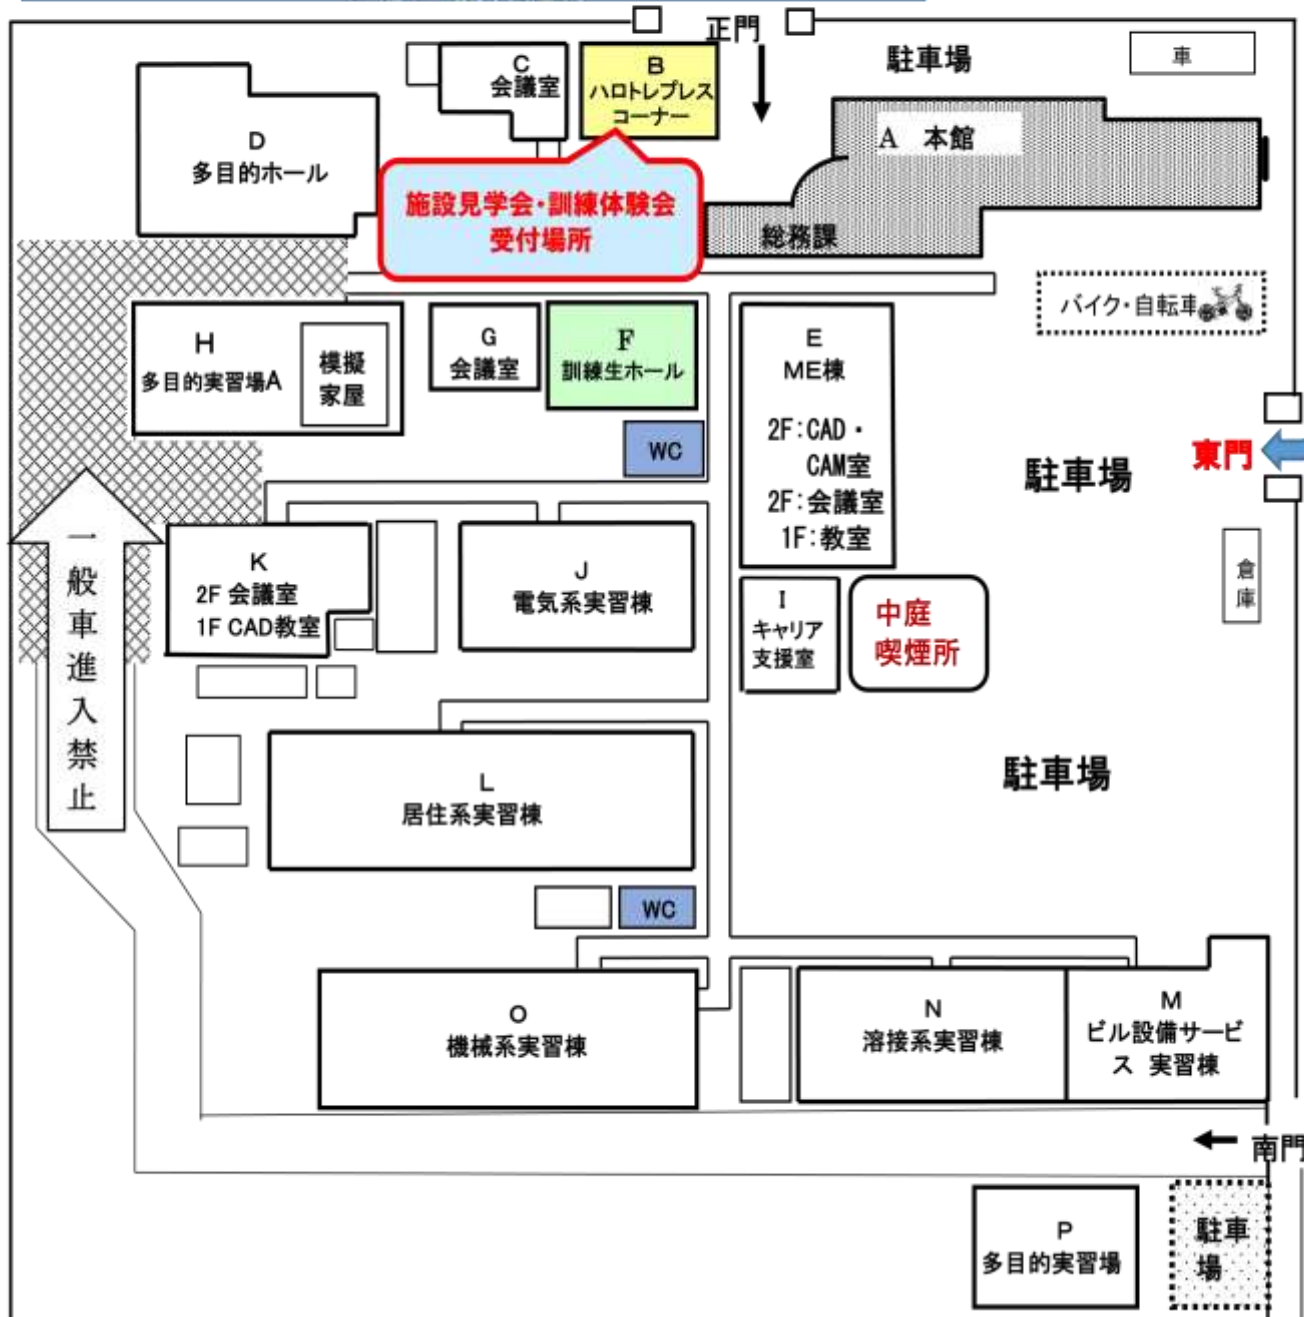 正門
駐車場
車
C
会議室
B
ハロトレプレス
コーナー
D
多目的ホール
A 本館
総務課
施設見学会・訓練体験会
受付場所
バイク・自転車
H
多目的実習場A
模擬
家屋
G
会議室
F
訓練生ホール
WC
E
ME棟
2F:CAD・
CAM室
2F:会議室
1F:教室
駐車場
東門
倉
庫
一般車進入禁止
K
2F 会議室
1F CAD教室
J
電気系実習棟
I
キャリア
支援室
中庭
喫煙所
駐車場
L
居住系実習棟
WC
O
機械系実習棟
N
溶接系実習棟
M
ビル設備サービ
ス 実習棟
南門
P
多目的実習場
駐車
場